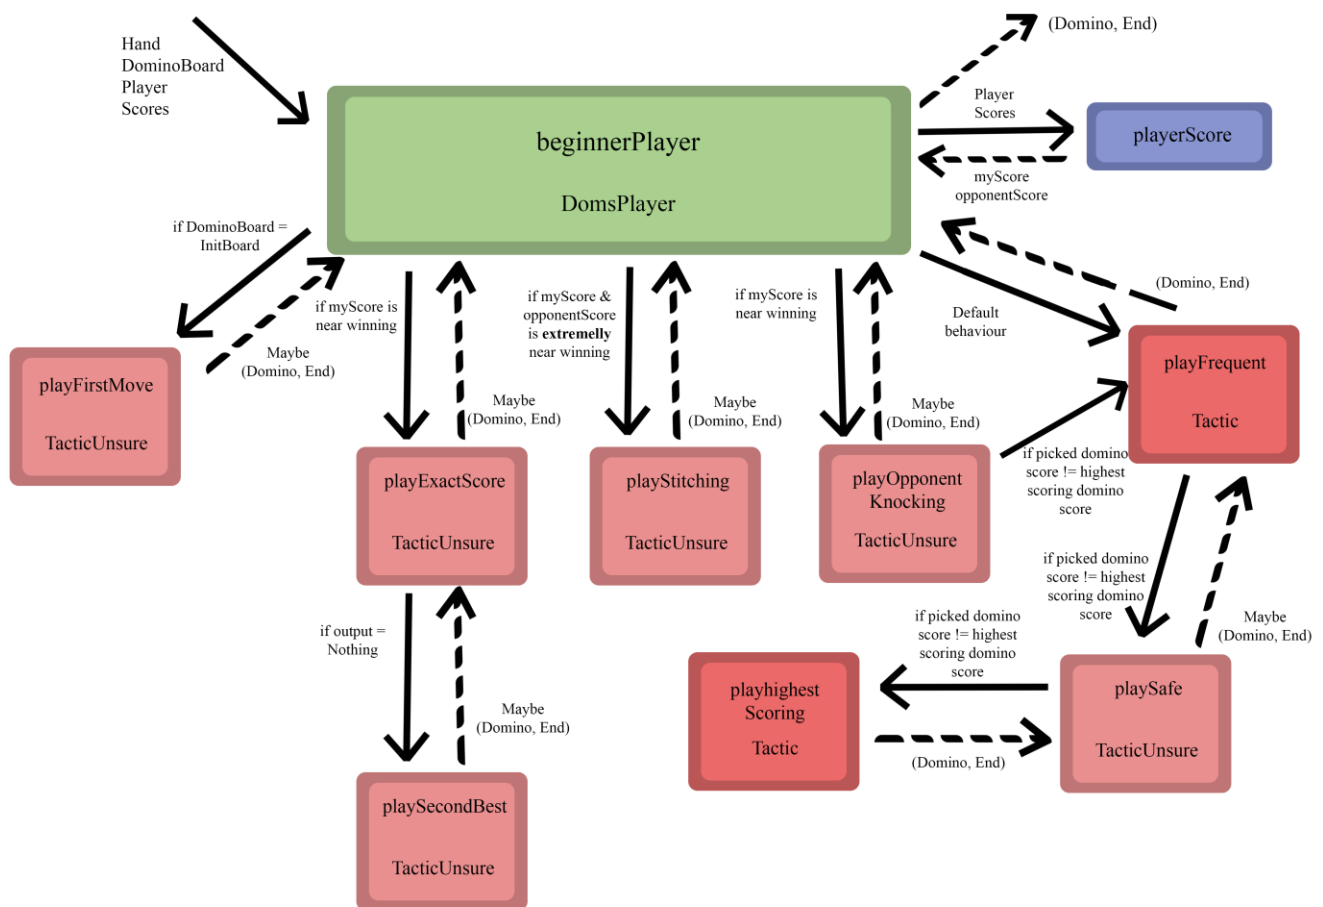 Hand
DominoBoard
Player
Scores
(Domino, End)
beginnerPlayer
DomsPlayer
Player
Scores
playerScore
myScore
opponentScore
if DominoBoard =
InitBoard
Maybe
(Domino, End)
if myScore is
near winning
Maybe
(Domino, End)
if myScore &
opponentScore
is extremelly
near winning
Maybe
(Domino, End)
if myScore is
near winning
Maybe
(Domino, End)
Default
behaviour
(Domino, End)
playFirstMove
TacticUnsure
playExactScore
TacticUnsure
playStitching
TacticUnsure
playOpponent
Knocking
TacticUnsure
if picked domino
score != highest
scoring domino
score
playFrequent
Tactic
if picked domino
score != highest
scoring domino
score
Maybe
(Domino, End)
if output =
Nothing
Maybe
(Domino, End)
if picked domino
score != highest
scoring domino
score
playhighest
Scoring
Tactic
(Domino, End)
playSafe
TacticUnsure
playSecondBest
TacticUnsure